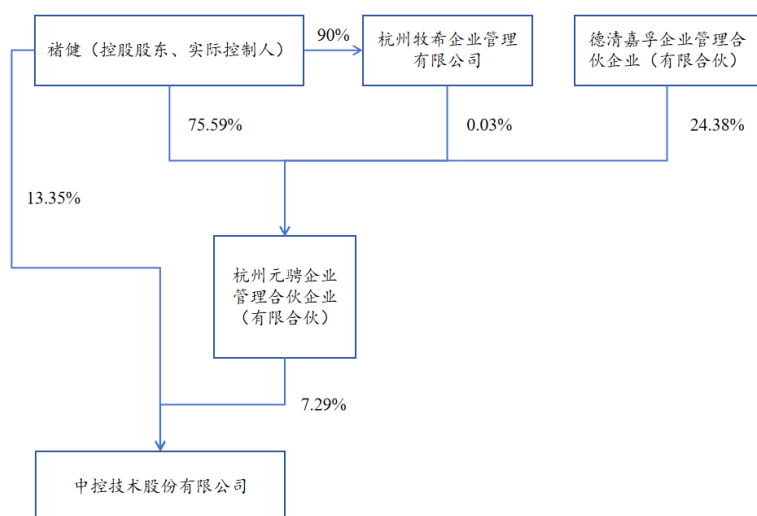 褚健（控股股东、实际控制人）
90%
杭州牧希企业管理
有限公司
德清嘉孚企业管理合
伙企业（有限合伙）
75.59%
0.03%
24.38%
13.35%
杭州元骋企业
管理合伙企业
（有限合伙）
7.29%
中控技术股份有限公司